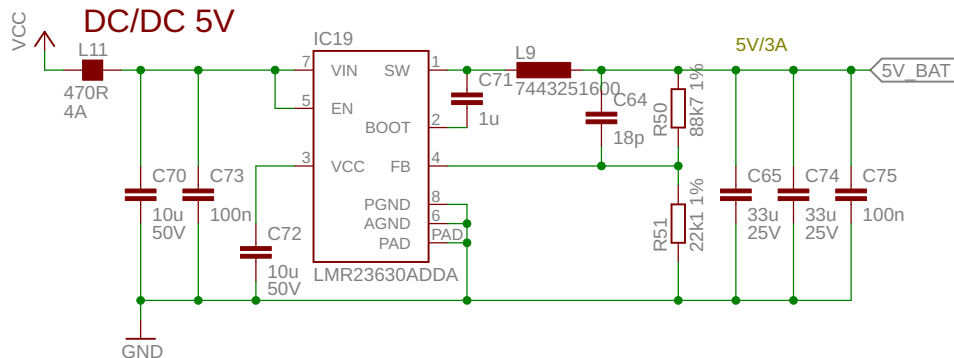 DC/DC 5V
VCC
L11
470R
4A
IC19
7
VIN
SW
1
5
EN
BOOT
2
3
VCC
FB
4
PGND
8
AGND
6
PAD
PAD
LMR23630ADDA
C70
10u
50V
C73
100n
C72
10u
50V
C71
1u
L9
7443251600
C64
18p
R50
88k7 1%
R51
22k1 1%
5V/3A
5V_BAT
C65
33u
25V
C74
33u
25V
C75
100n
GND